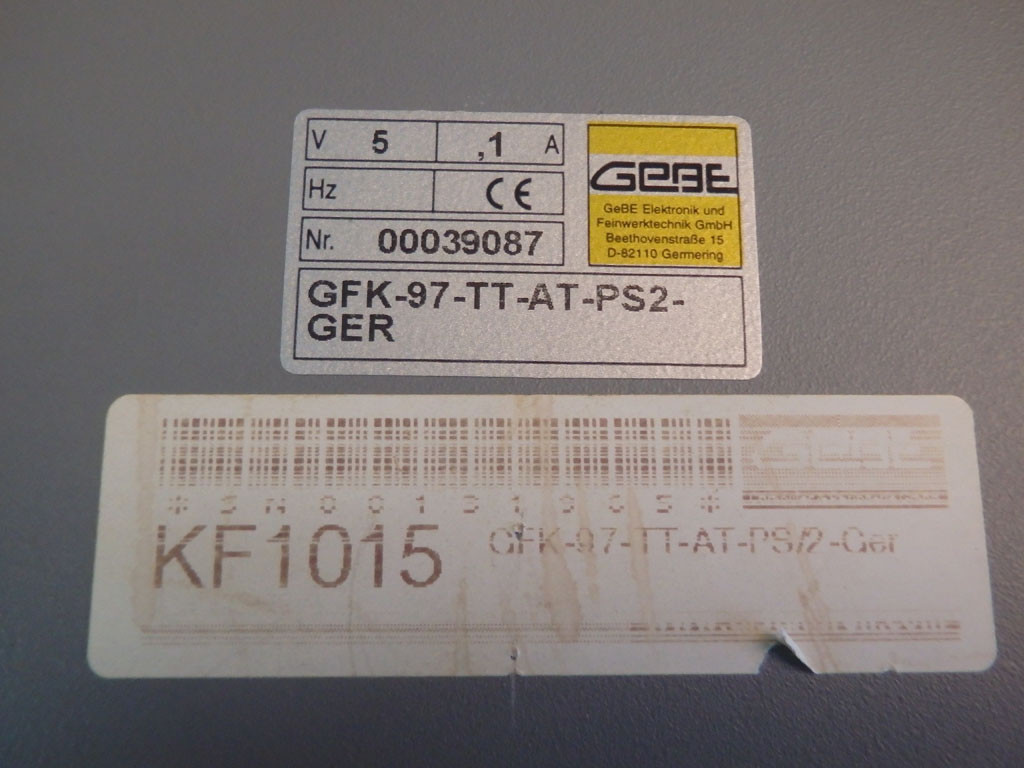 V 5 ,1 A
Hz CE
Nr. 00039087
GFK-97-TT-AT-PS2-
GER
GeBE
GeBE Elektronik und
Feinwerktechnik GmbH
Beethovenstraße 15
D-82110 Germering
GeBE
KF1015 GFK-97-TT-AT-PS/2-Ger